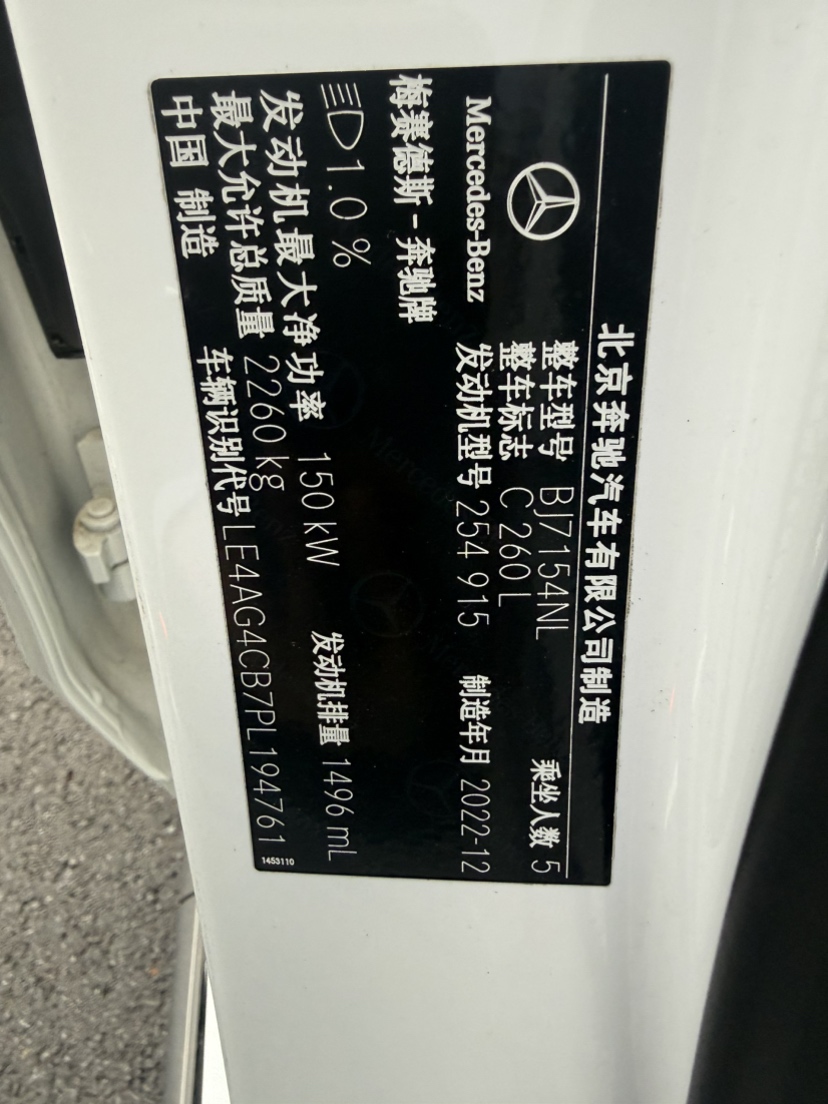 北京奔驰汽车有限公司制造
整车型号 BJ7154NL 乘坐人数 5
整车标志 C 260 L
Mercedes-Benz 发动机型号 254 915 制造年月 2022-12
梅赛德斯-奔驰牌
1.0 % 发动机排量 1496 mL
发动机最大净功率 150 kW
最大允许总质量 2260 kg
中国 制造 车辆识别代号 LE4AG4CB7PL194761
1453110